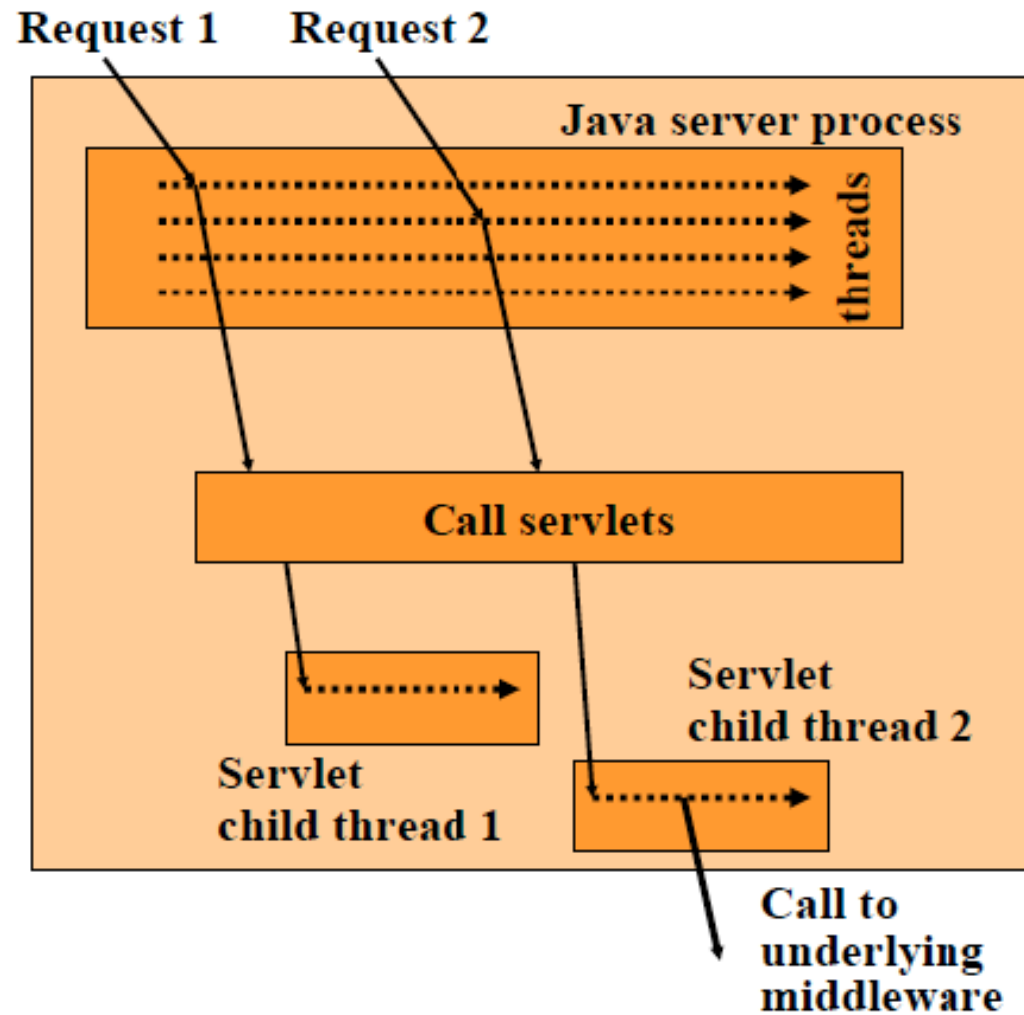 Request 1
Request 2
Java server process
threads
Call servlets
Servlet
child thread 2
Servlet
child thread 1
Call to
underlying
middleware